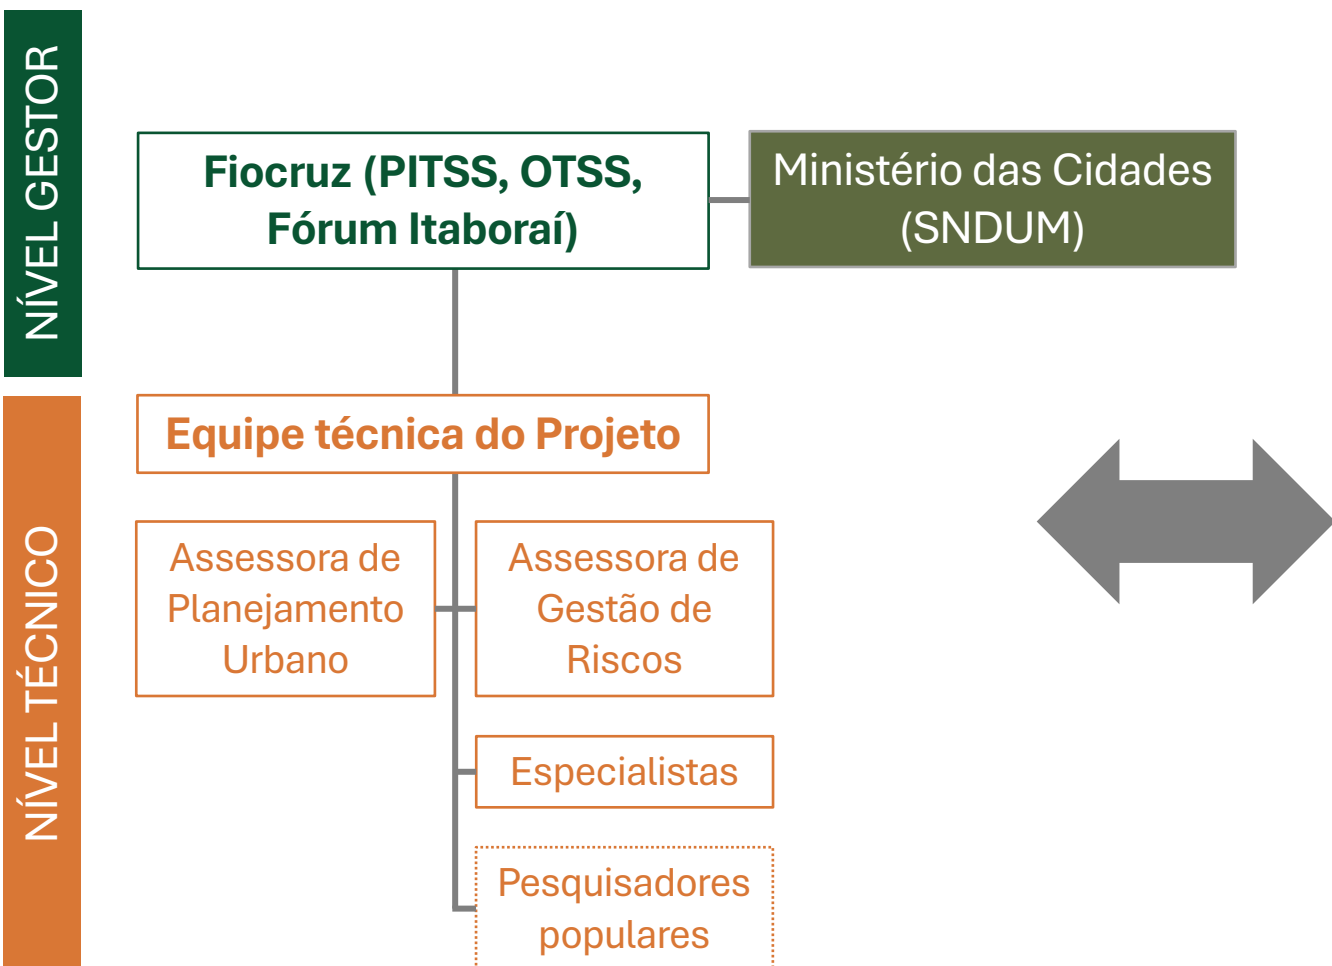 NÍVEL GESTOR
Fiocruz (PITSS, OTSS,
Fórum Itaboraí)
Ministério das Cidades
(SNDUM)
NÍVEL TÉCNICO
Equipe técnica do Projeto
Assessora de
Planejamento
Urbano
Assessora de
Gestão de
Riscos
Especialistas
Pesquisadores
populares